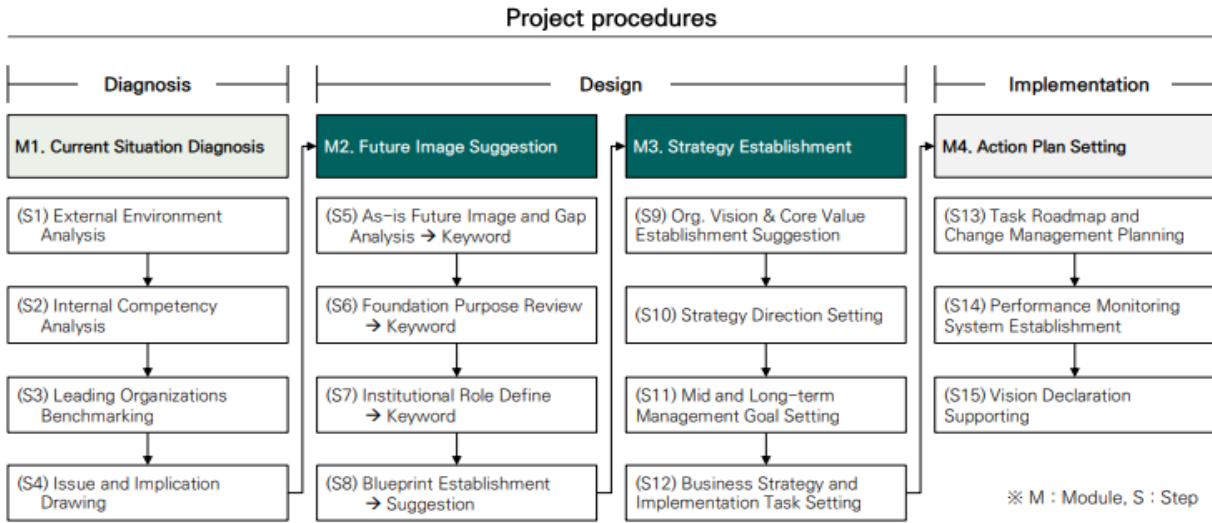 Project procedures
Diagnosis
Design
Implementation
M1. Current Situation Diagnosis
M2. Future Image Suggestion
M3. Strategy Establishment
M4. Action Plan Setting
(S1) External Environment
Analysis
(S2) Internal Competency
Analysis
(S3) Leading Organizations
Benchmarking
(S4) Issue and Implication
Drawing
(S5) As-is Future Image and Gap
Analysis → Keyword
(S6) Foundation Purpose Review
→ Keyword
(S7) Institutional Role Define
→ Keyword
(S8) Blueprint Establishment
→ Suggestion
(S9) Org. Vision & Core Value
Establishment Suggestion
(S10) Strategy Direction Setting
(S11) Mid and Long-term
Management Goal Setting
(S12) Business Strategy and
Implementation Task Setting
(S13) Task Roadmap and
Change Management Planning
(S14) Performance Monitoring
System Establishment
(S15) Vision Declaration
Supporting
※ M : Module, S : Step